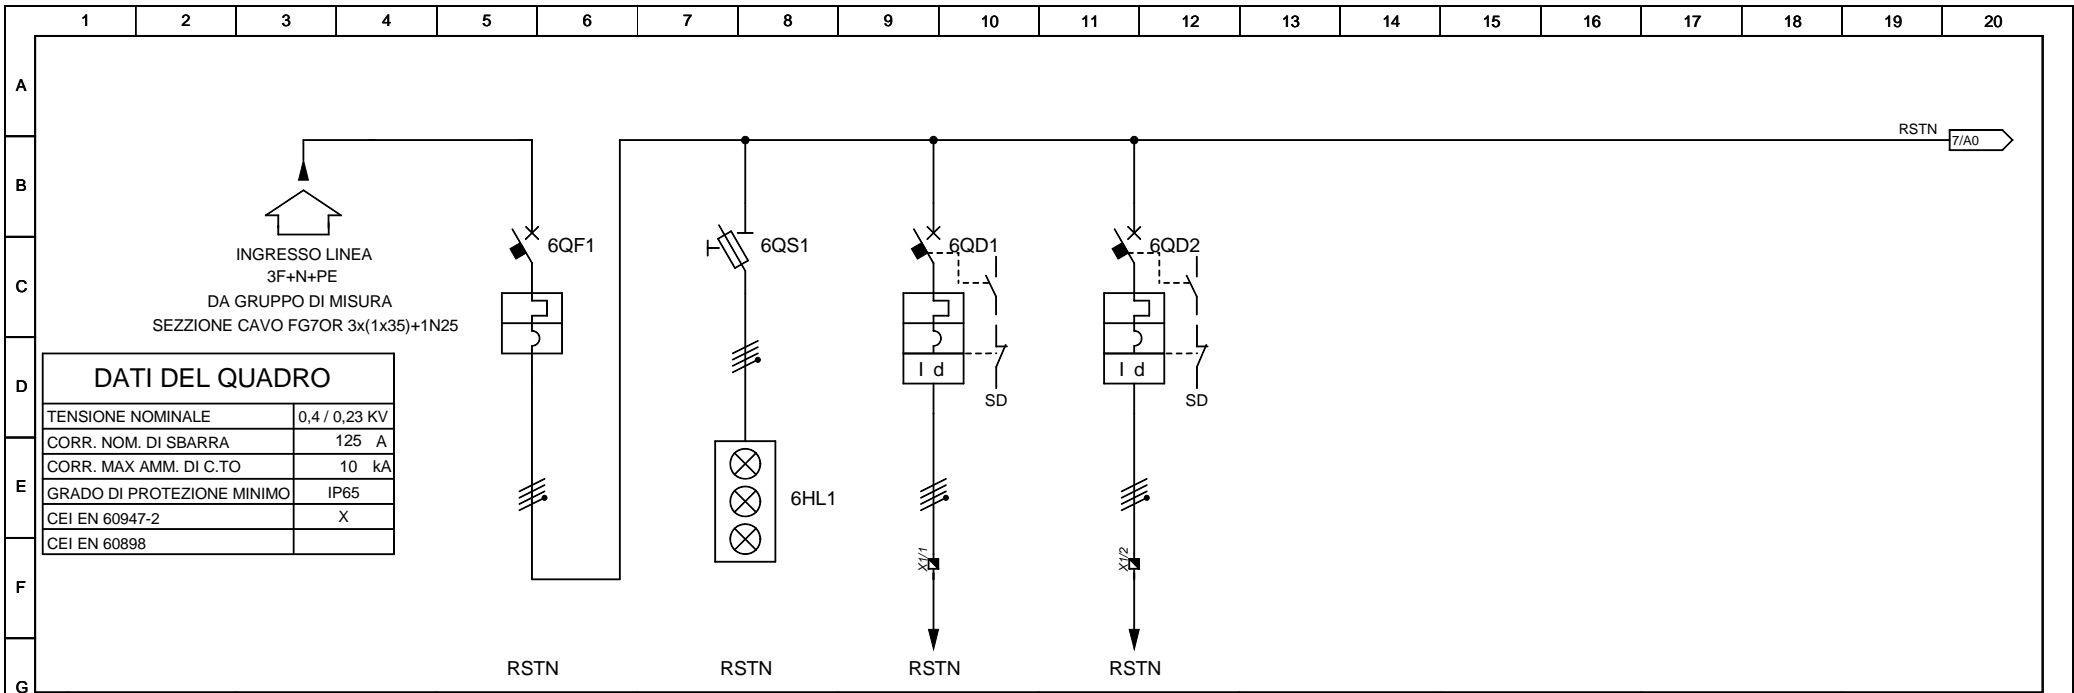 1 2 3 4 5 6 7 8 9 10 11 12 13 14 15 16 17 18 19 20
A
RSTN
7/A0
B
INGRESSO LINEA
3F+N+PE
DA GRUPPO DI MISURA
SEZZIONE CAVO FG7OR 3x(1x35)+1N25
6QF1
6QS1
6QD1
6QD2
C
DATI DEL QUADRO
TENSIONE NOMINALE 0,4 / 0,23 KV
CORR. NOM. DI SBARRA 125 A
CORR. MAX AMM. DI C.TO 10 kA
GRADO DI PROTEZIONE MINIMO IP65
CEI EN 60947-2 X
CEI EN 60898
D
I d
SD
I d
SD
E
6HL1
X1/1
X1/2
F
RSTN
RSTN
RSTN
RSTN
G